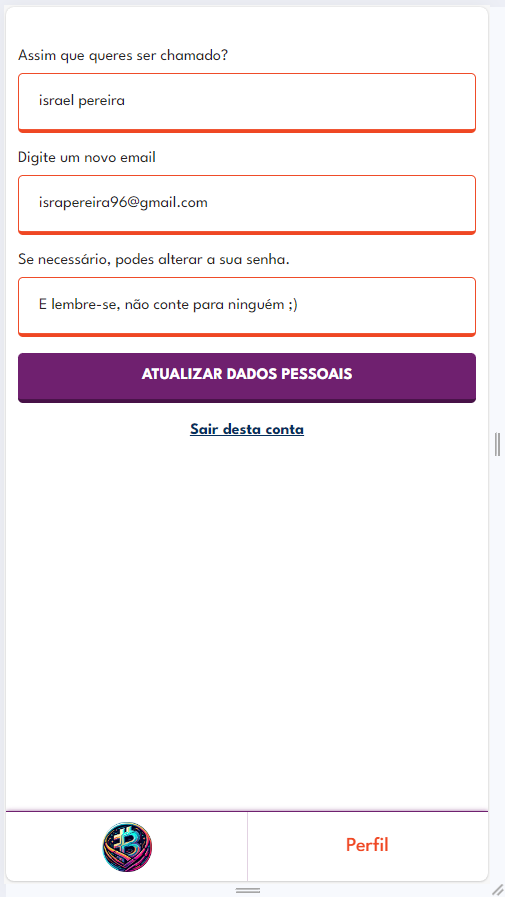 Assim que queres ser chamado?
israel pereira
Digite um novo email
israpereira96@gmail.com
Se necessário, podes alterar a sua senha.
E lembre-se, não conte para ninguém ;)
ATUALIZAR DADOS PESSOAIS
Sair desta conta
Perfil